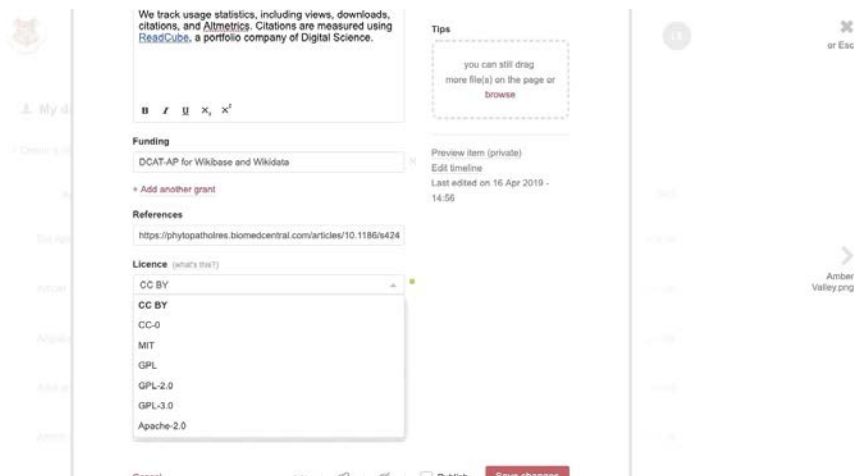 We track usage statistics, including views, downloads,
citations, and Altmetrics. Citations are measured using
ReadCube, a portfolio company of Digital Science.
B I U X₂ X²
Funding
DCAT-AP for Wikibase and Wikidata
+ Add another grant
References
https://phytopatholres.biomedcentral.com/articles/10.1186/s424
Licence (what's this?)
CC BY
CC BY
CC-0
MIT
GPL
GPL-2.0
GPL-3.0
Apache-2.0
Cancel
Publish
Save changes
Tips
you can still drag
more file(s) on the page or
browse
Preview item (private)
Edit timeline
Last edited on 16 Apr 2019 -
14:56
or Esc
Amber
Valley.png